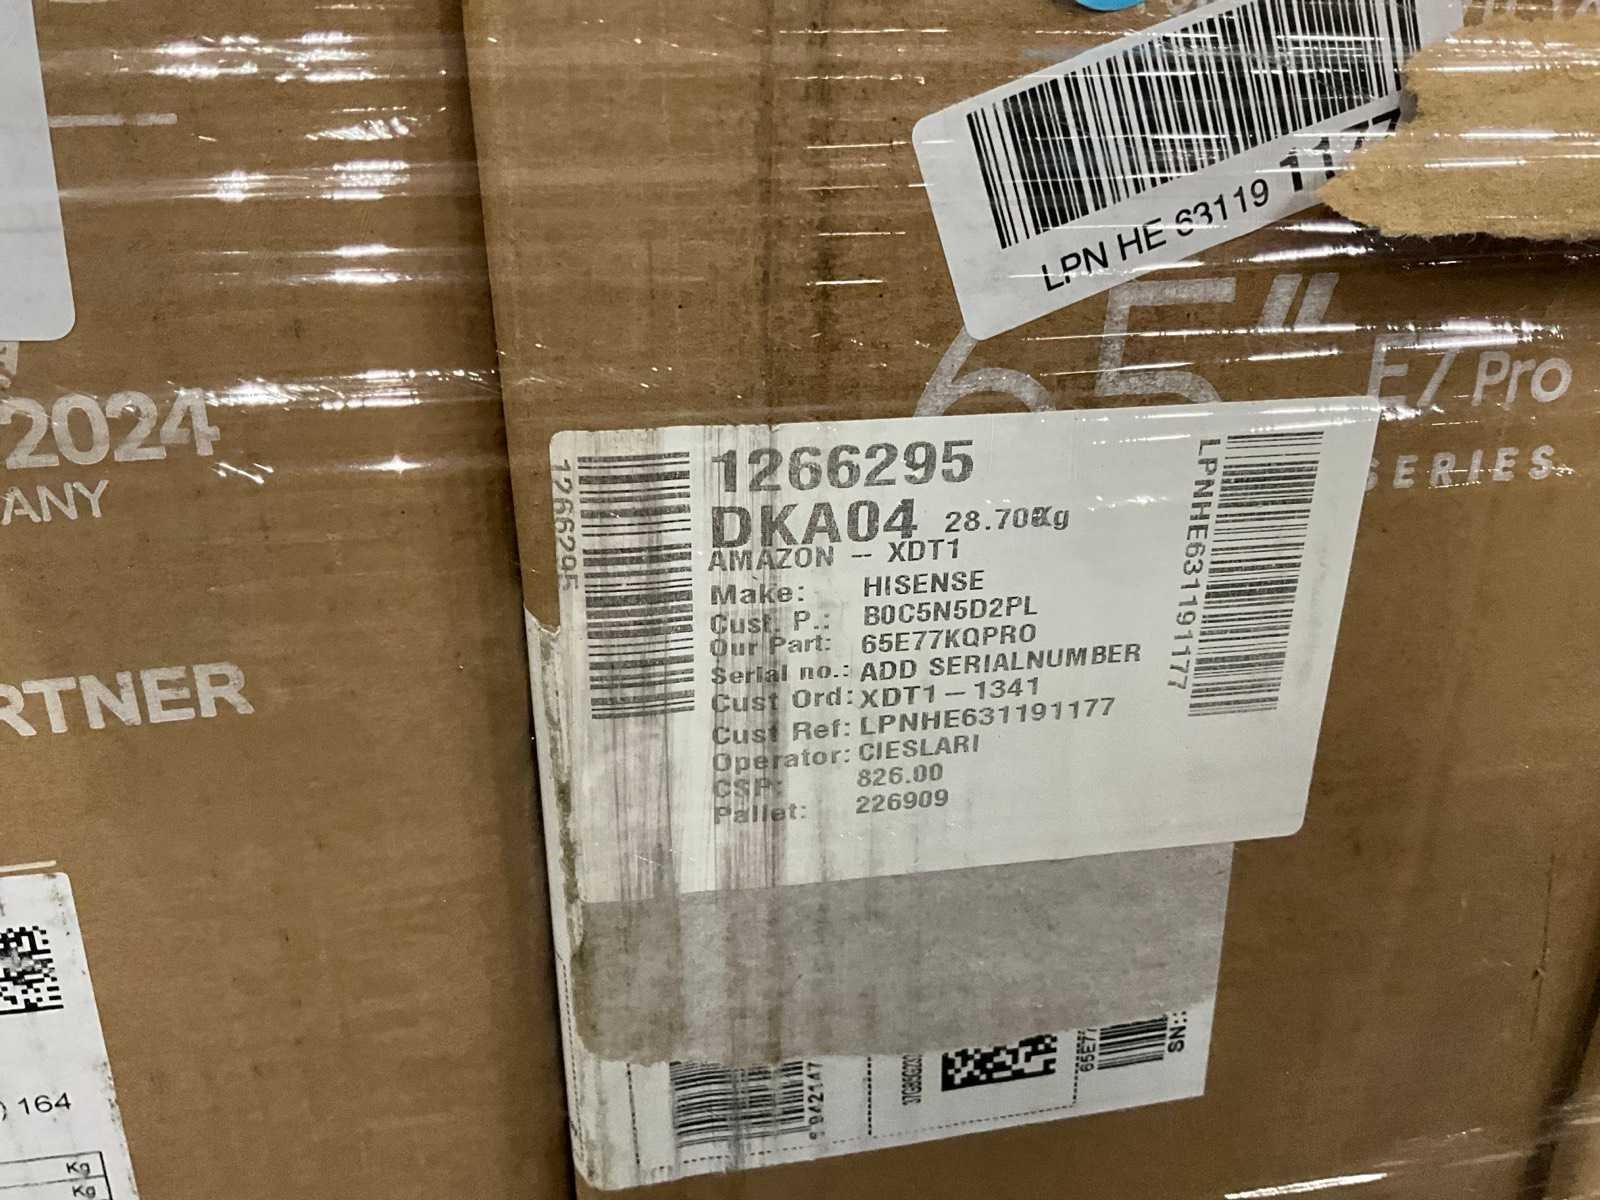 LPN HE 63119 1177
65" E7 Pro
SERIES
2024
ANY
RTNER
1266295
1266295
DKA04 28.70Kg
AMAZON -- XDT1
Make: HISENSE
Cust. P.: B0C5N5D2PL
Our Part: 65E77KQPRO
Serial no.: ADD SERIALNUMBER
Cust Ord: XDT1-1341
Cust Ref: LPNHE631191177
Operator: CIESLARI
CSP: 826.00
Pallet: 226909
LPNHE631191177
65E77
SN:
) 164
Kg
Kg